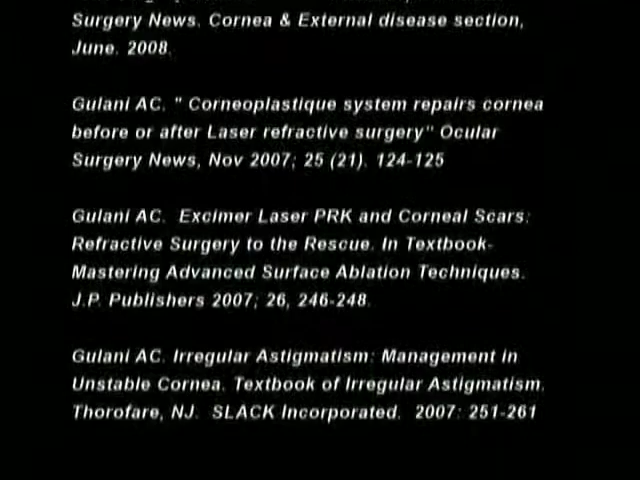 Surgery News. Cornea & External disease section,
June. 2008.
Gulani AC. " Corneoplastique system repairs cornea
before or after Laser refractive surgery" Ocular
Surgery News, Nov 2007; 25 (21). 124-125
Gulani AC. Excimer Laser PRK and Corneal Scars:
Refractive Surgery to the Rescue. In Textbook-
Mastering Advanced Surface Ablation Techniques.
J.P. Publishers 2007; 26, 246-248.
Gulani AC. Irregular Astigmatism: Management in
Unstable Cornea. Textbook of Irregular Astigmatism.
Thorofare, NJ. SLACK Incorporated. 2007: 251-261